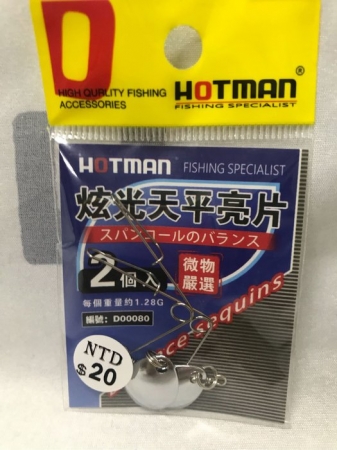 HIGH QUALITY FISHING
ACCESSORIES
HOTMAN®
FISHING SPECIALIST
HOTMAN FISHING SPECIALIST
炫光天平亮片
スパンコールのバランス
2個入
微物
嚴選
每個重量約1.28G
編號: D00080
NTD
$20
sequins